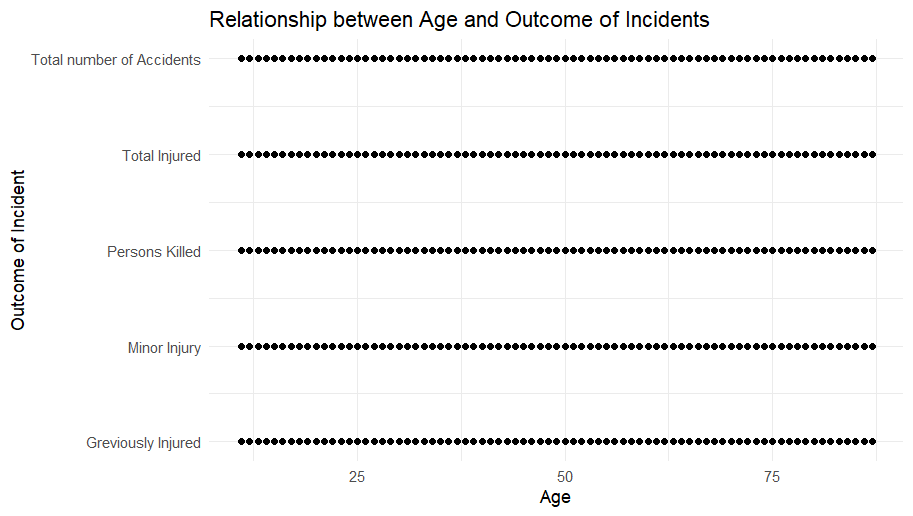 Relationship between Age and Outcome of Incidents
Outcome of Incident
Total number of Accidents
Total Injured
Persons Killed
Minor Injury
Greviously Injured
25
50
75
Age